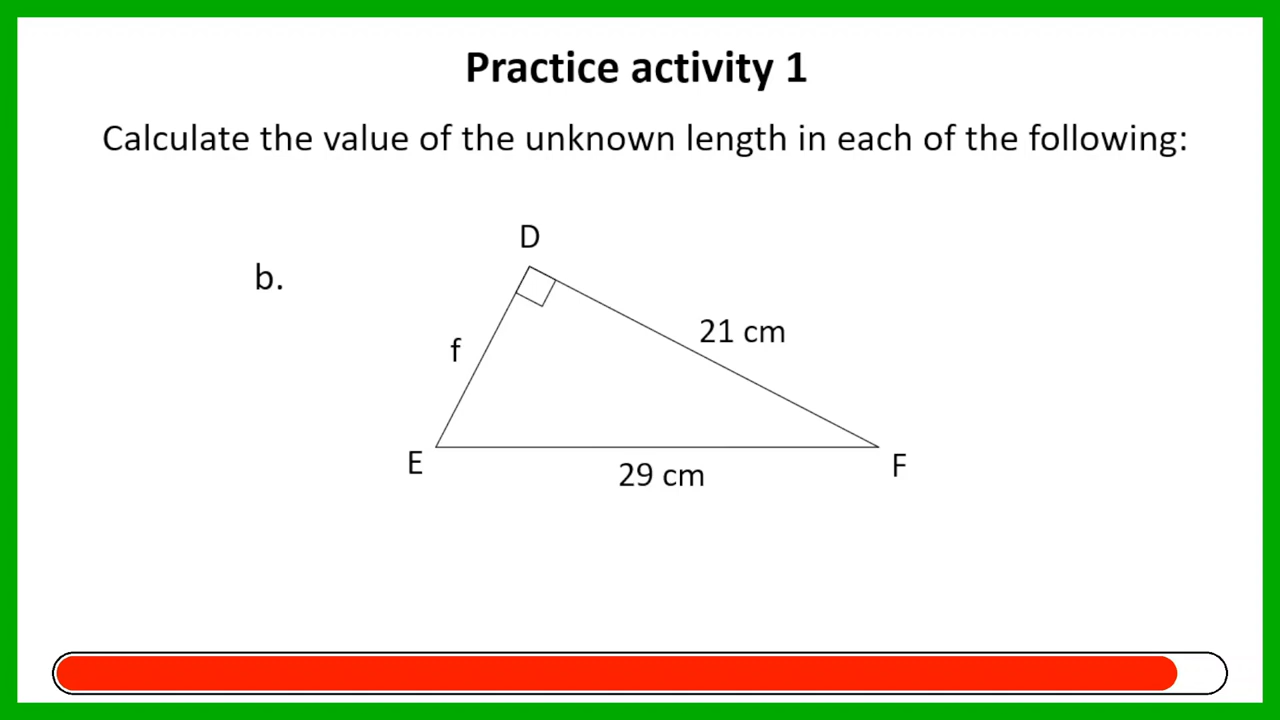 Practice activity 1
Calculate the value of the unknown length in each of the following:
D
b.
21 cm
f
E
F
29 cm